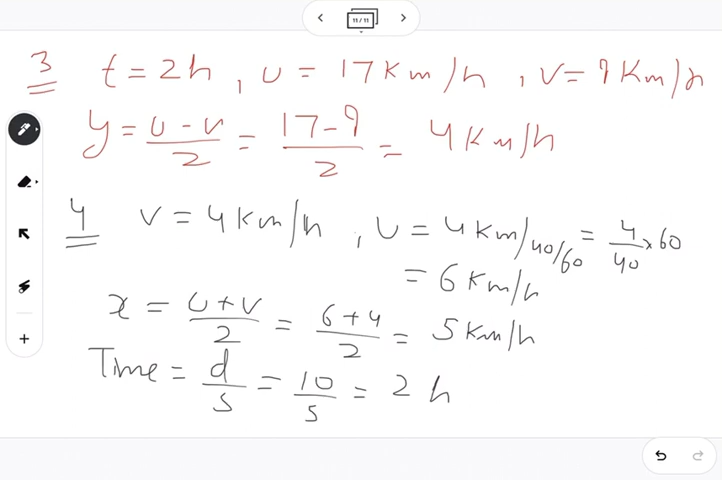 11/11
3 t = 2h , u = 17 Km/h , v = 9 Km/h
y = u - v / 2 = 17 - 9 / 2 = 4 Km/h
4 v = 4 Km/h , u = 4 Km/40/60 = 4/40 x 60
= 6 Km/h
x = u + v / 2 = 6 + 4 / 2 = 5 Km/h
Time = d/s = 10/5 = 2 h